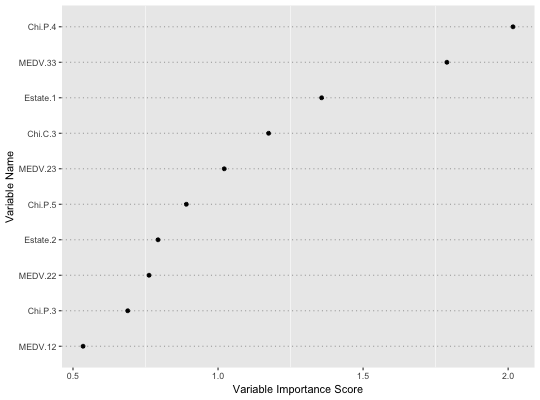 Chi.P.4
MEDV.33
Estate.1
Chi.C.3
MEDV.23
Chi.P.5
Estate.2
MEDV.22
Chi.P.3
MEDV.12
Variable Name
0.5 1.0 1.5 2.0
Variable Importance Score